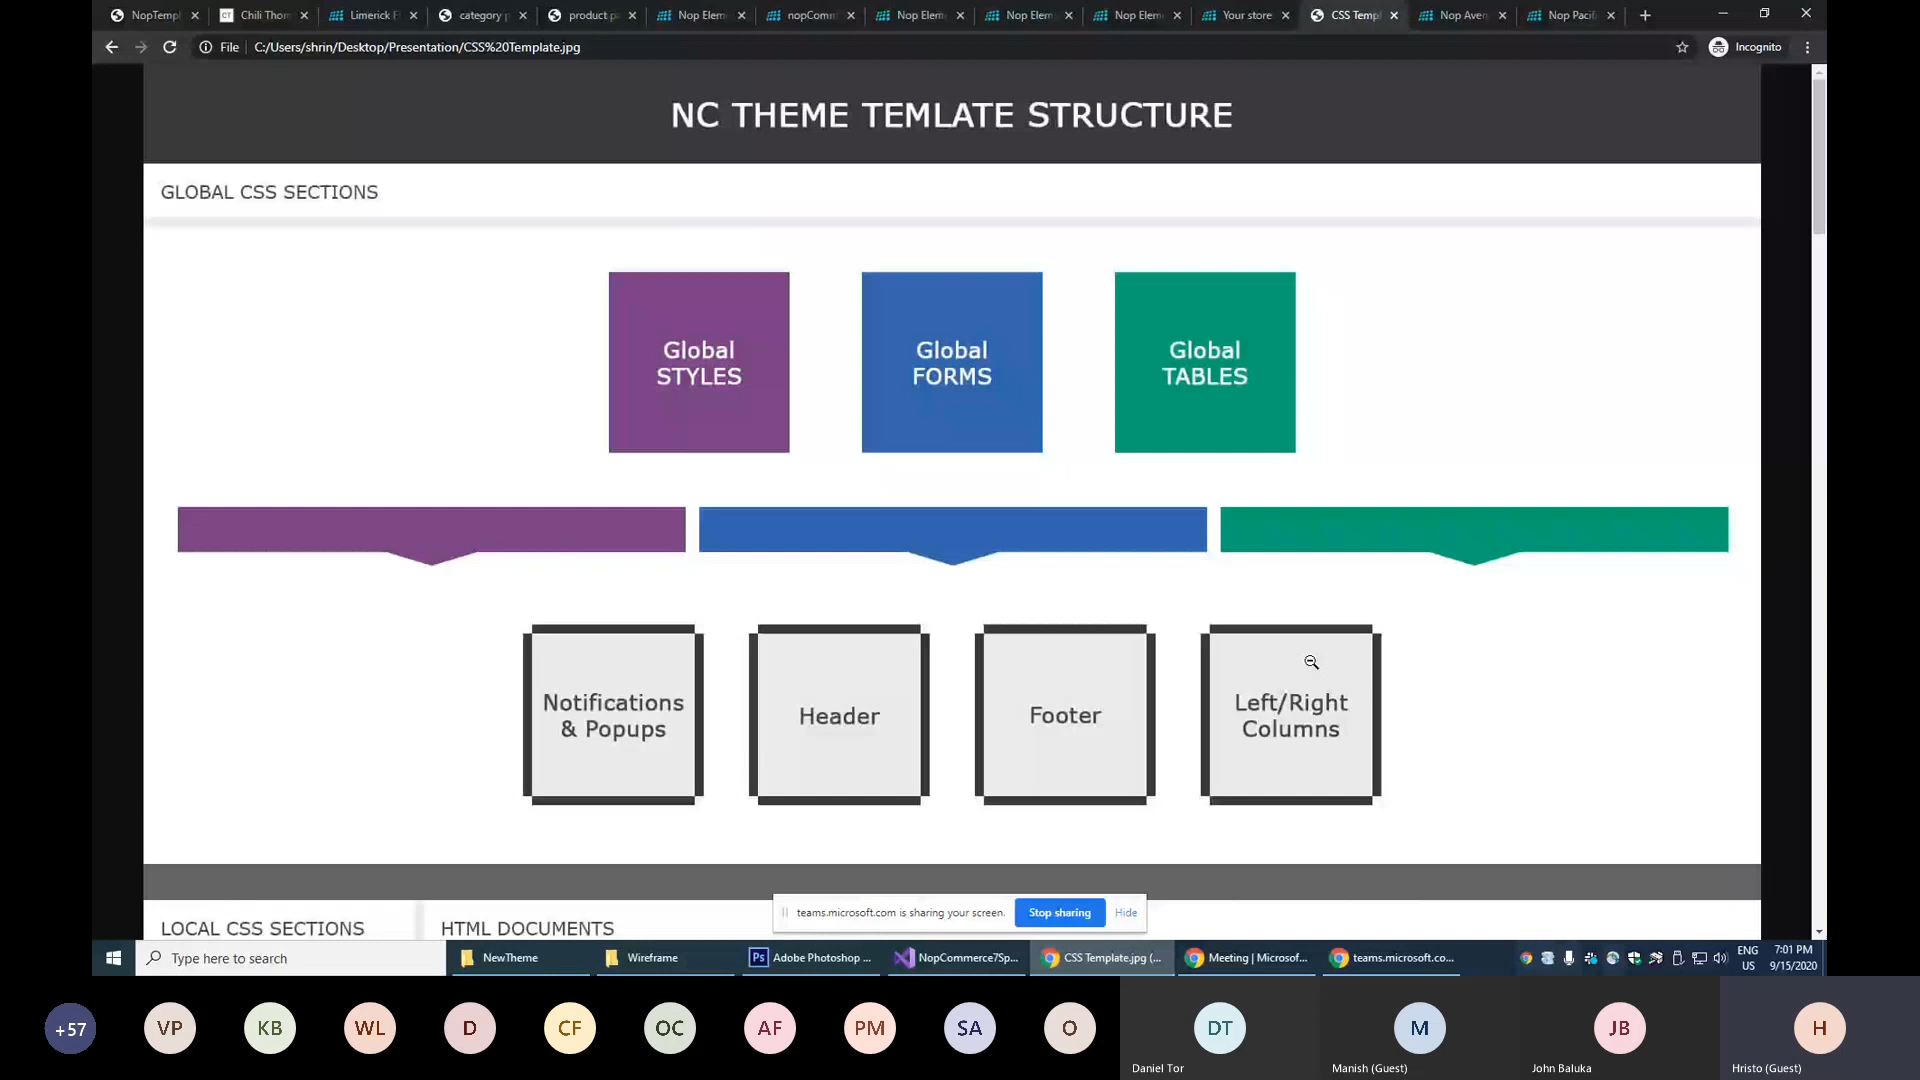 NopTempl
CT Chili Thom
Limerick F
category p
product pa
Nop Elem
nopComm
Nop Elem
Nop Elem
Nop Elem
Your store
CSS Templ
Nop Aven
Nop Pacif
File C:/Users/shrin/Desktop/Presentation/CSS%20Template.jpg
Incognito
NC THEME TEMLATE STRUCTURE
GLOBAL CSS SECTIONS
Global
STYLES
Global
FORMS
Global
TABLES
Notifications
& Popups
Header
Footer
Left/Right
Columns
teams.microsoft.com is sharing your screen.
Stop sharing
Hide
LOCAL CSS SECTIONS
HTML DOCUMENTS
Type here to search
NewTheme
Wireframe
Ps Adobe Photoshop ...
NopCommerce7Sp...
CSS Template.jpg (...
Meeting | Microsof...
teams.microsoft.co...
ENG
US
7:01 PM
9/15/2020
+57
VP
KB
WL
D
CF
OC
AF
PM
SA
O
DT
Daniel Tor
M
Manish (Guest)
JB
John Baluka
H
Hristo (Guest)